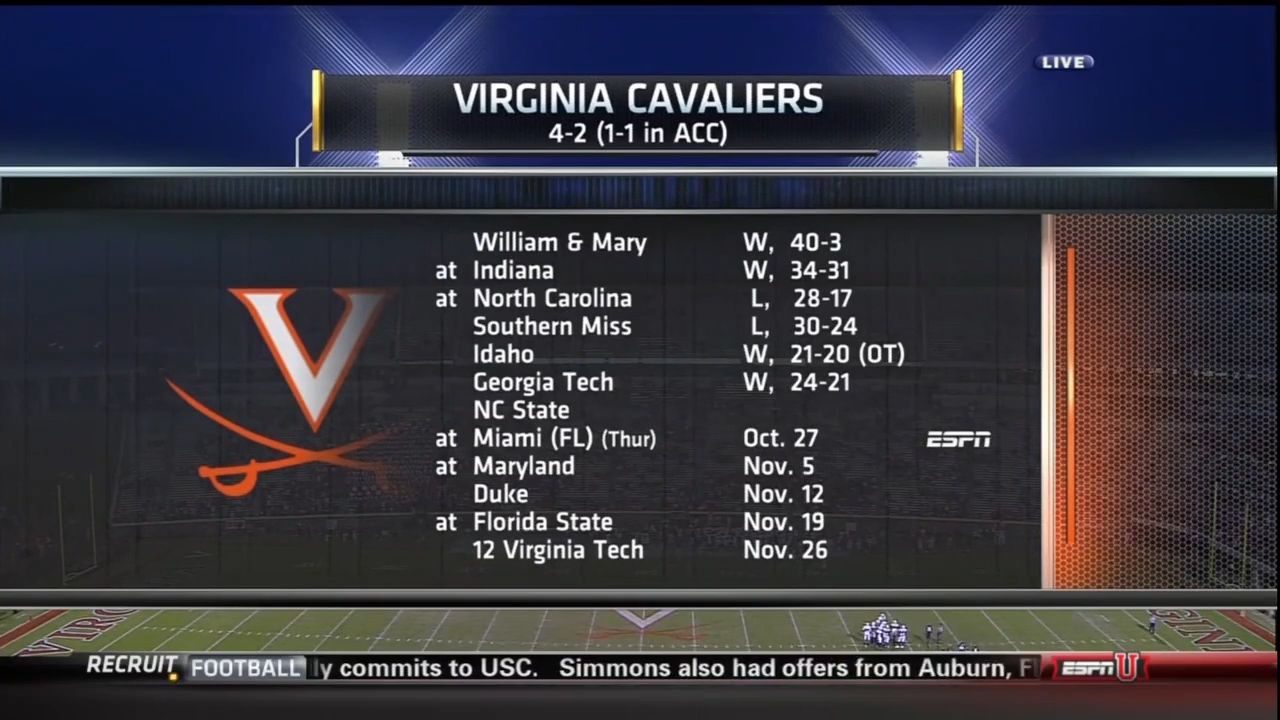 LIVE
VIRGINIA CAVALIERS
4-2 (1-1 in ACC)
William & Mary W, 40-3
at Indiana W, 34-31
at North Carolina L, 28-17
Southern Miss L, 30-24
Idaho W, 21-20 (OT)
Georgia Tech W, 24-21
NC State
at Miami (FL) (Thur) Oct. 27 ESPN
at Maryland Nov. 5
Duke Nov. 12
at Florida State Nov. 19
12 Virginia Tech Nov. 26
RECRUIT FOOTBALL ly commits to USC. Simmons also had offers from Auburn, F ESPNU